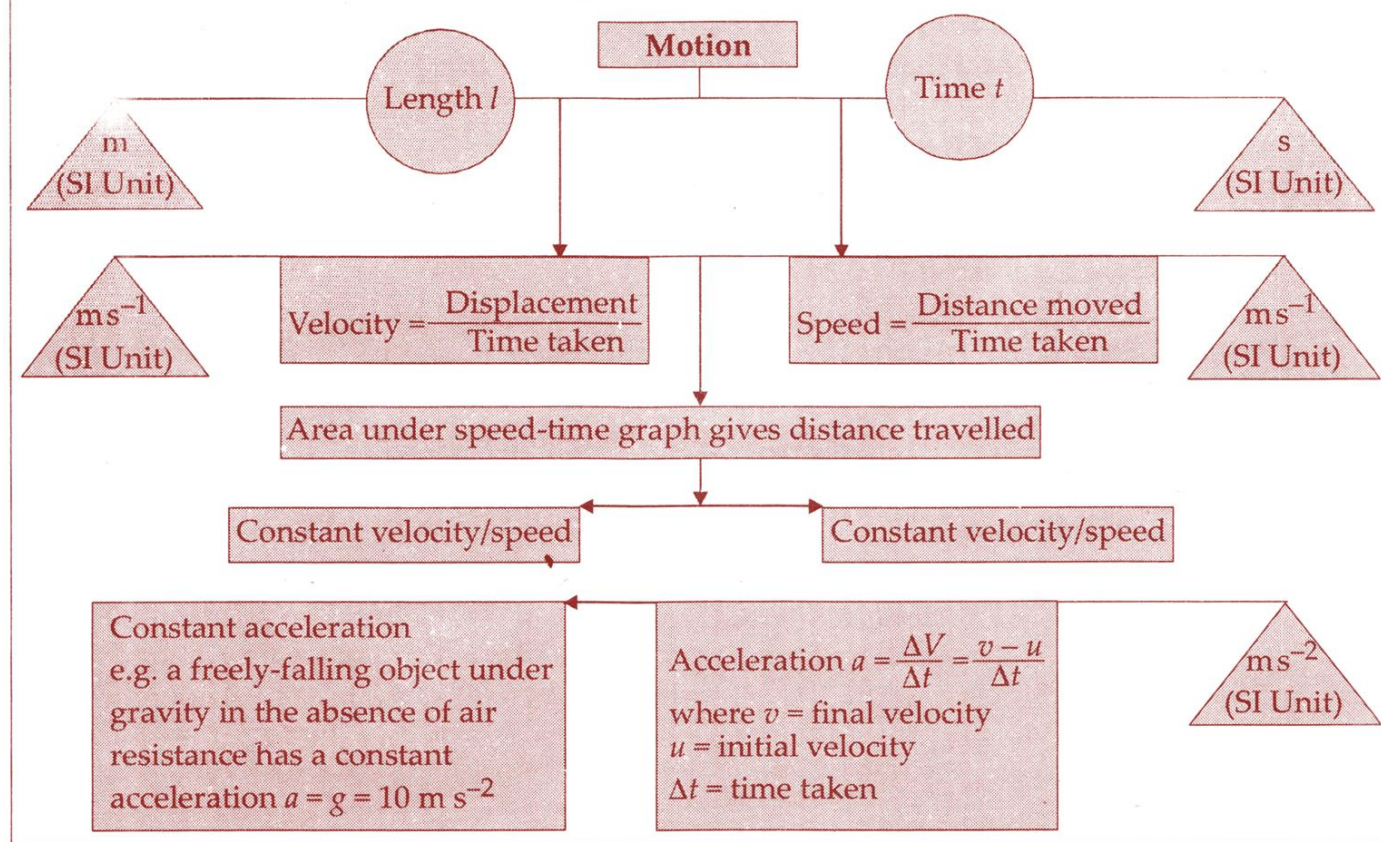 Motion
Length l
Time t
m
(SI Unit)
s
(SI Unit)
m s⁻¹
(SI Unit)
Velocity = Displacement / Time taken
Speed = Distance moved / Time taken
m s⁻¹
(SI Unit)
Area under speed-time graph gives distance travelled
Constant velocity/speed
Constant velocity/speed
Constant acceleration
e.g. a freely-falling object under
gravity in the absence of air
resistance has a constant
acceleration a = g = 10 m s⁻²
Acceleration a = ΔV/Δt = v – u/Δt
where v = final velocity
u = initial velocity
Δt = time taken
m s⁻²
(SI Unit)